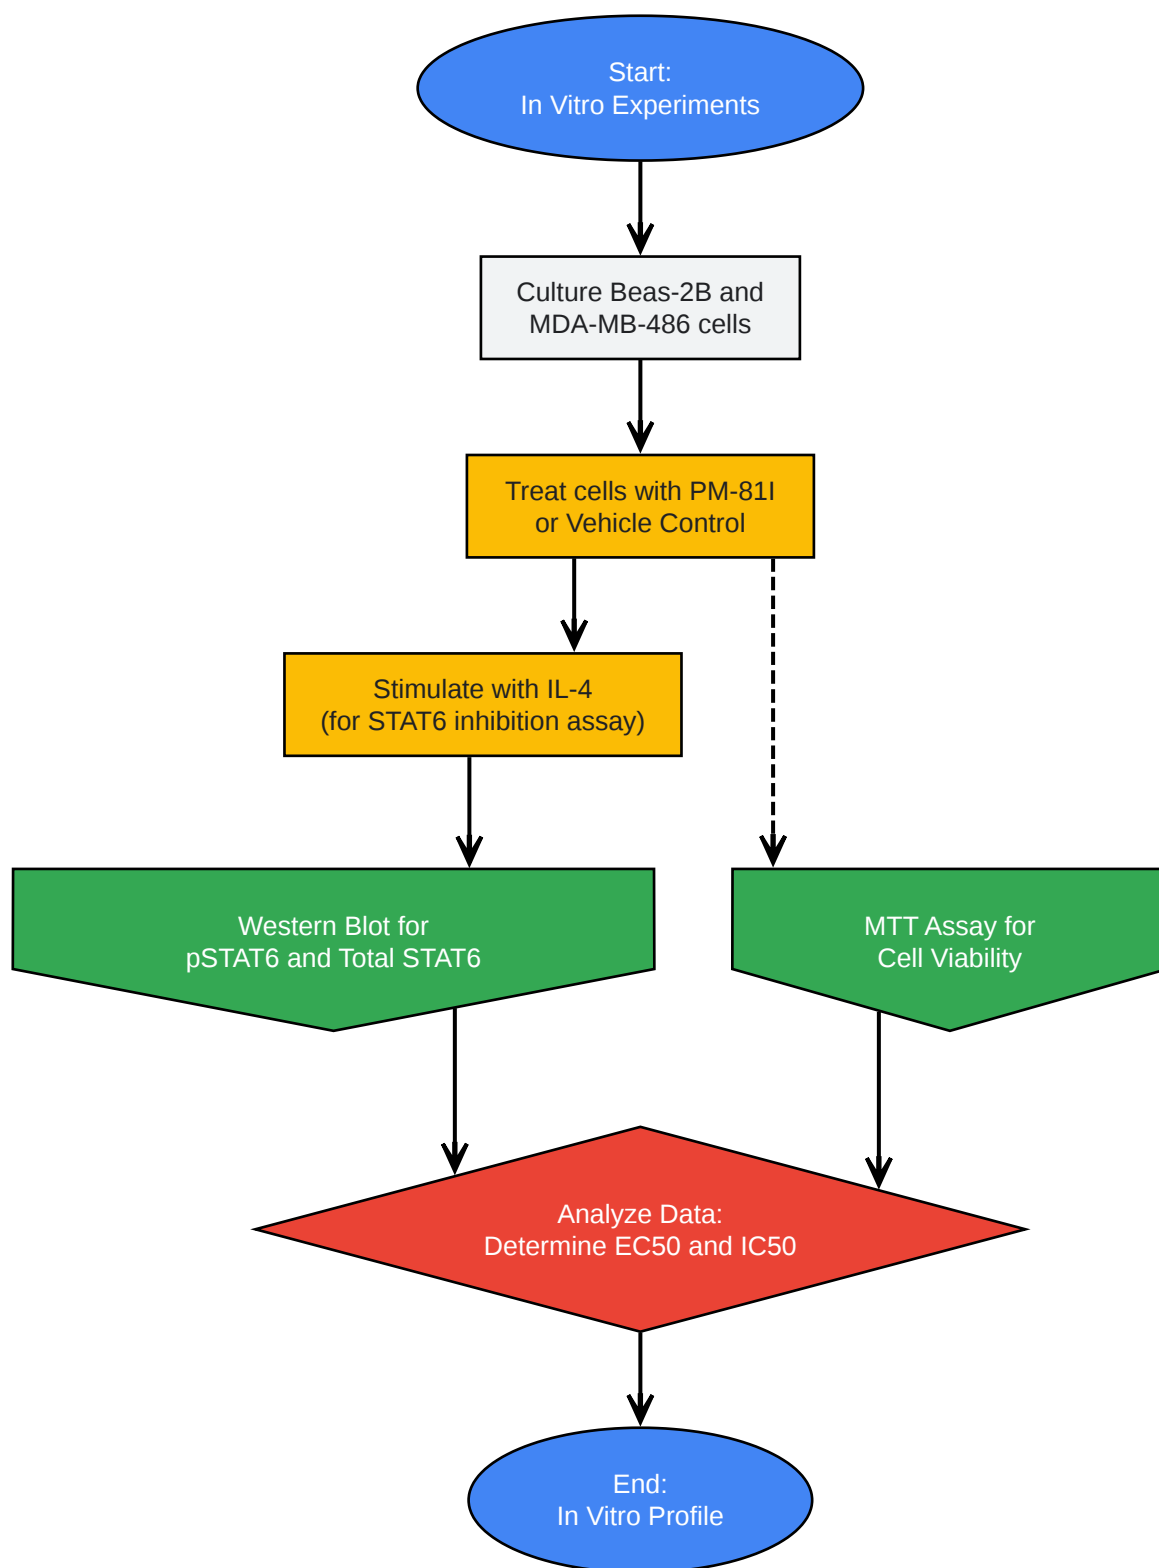 Start:
In Vitro Experiments
Culture Beas-2B and
MDA-MB-486 cells
Treat cells with PM-81I
or Vehicle Control
Stimulate with IL-4
(for STAT6 inhibition assay)
Western Blot for
pSTAT6 and Total STAT6
MTT Assay for
Cell Viability
Analyze Data:
Determine EC50 and IC50
End:
In Vitro Profile